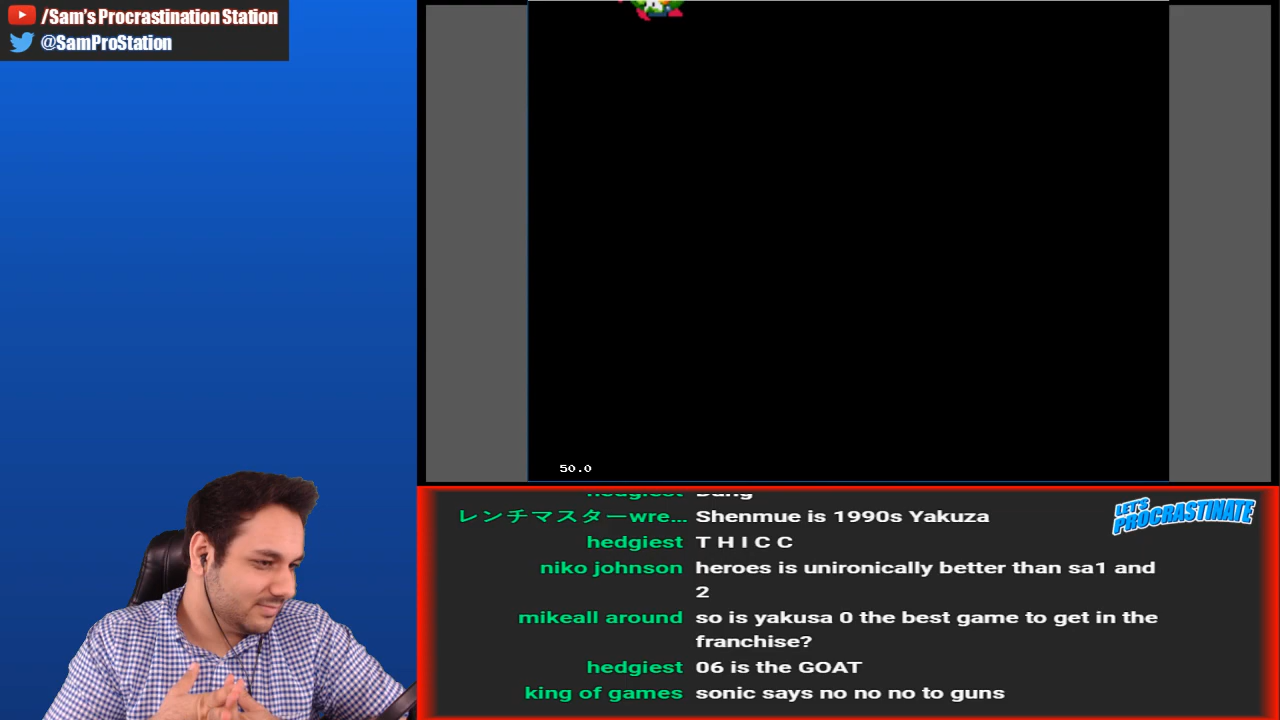 /Sam's Procrastination Station
@SamProStation
50.0
hedgiest Dang
レンチマスターwre... Shenmue is 1990s Yakuza
LET'S PROCRASTINATE
hedgiest T H I C C
niko johnson heroes is unironically better than sa1 and
2
mikeall around so is yakusa 0 the best game to get in the
franchise?
hedgiest 06 is the GOAT
king of games sonic says no no no to guns